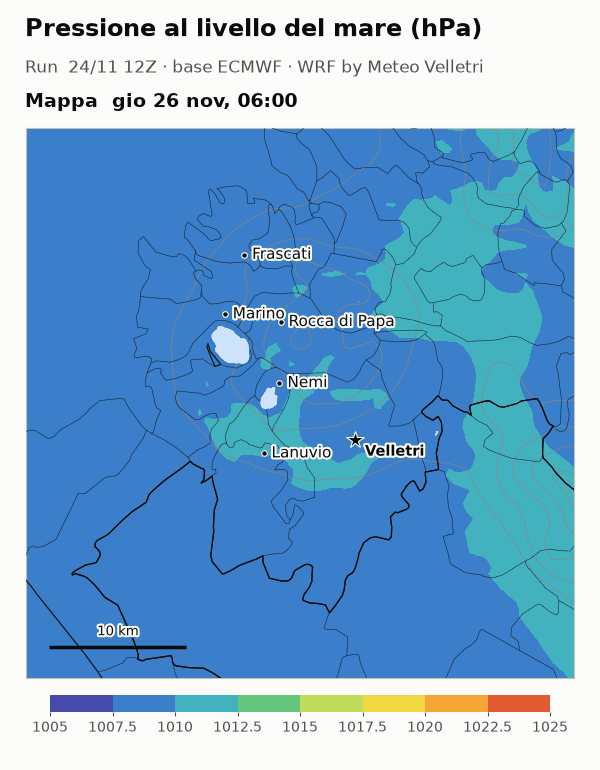 Pressione al livello del mare (hPa)
Run  24/11 12Z · base ECMWF · WRF by Meteo Velletri
Mappa  gio 26 nov, 06:00
Frascati
Marino
Rocca di Papa
Nemi
Velletri
Lanuvio
10 km
1005 1007.5 1010 1012.5 1015 1017.5 1020 1022.5 1025